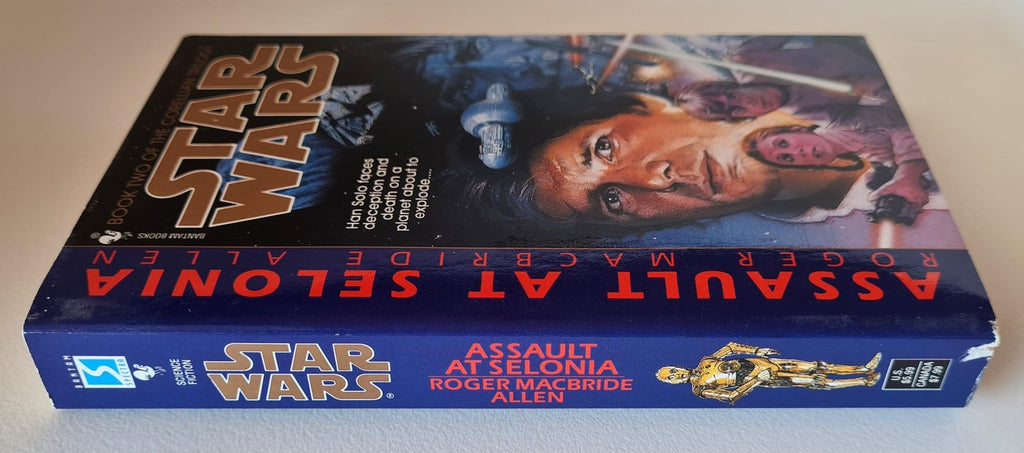 BOOK TWO OF THE CORELLIAN TRILOGY
STAR
WARS
®
BANTAM BOOKS
Han Solo faces
deception and
death on a
planet about to
explode....
ASSAULT AT SELONIA
ROGER MACBRIDE ALLEN
BANTAM
S
SPECTRA
SCIENCE
FICTION
STAR
WARS®
ASSAULT
AT SELONIA
ROGER MACBRIDE
ALLEN
U.S.
$5.99
CANADA
$7.99